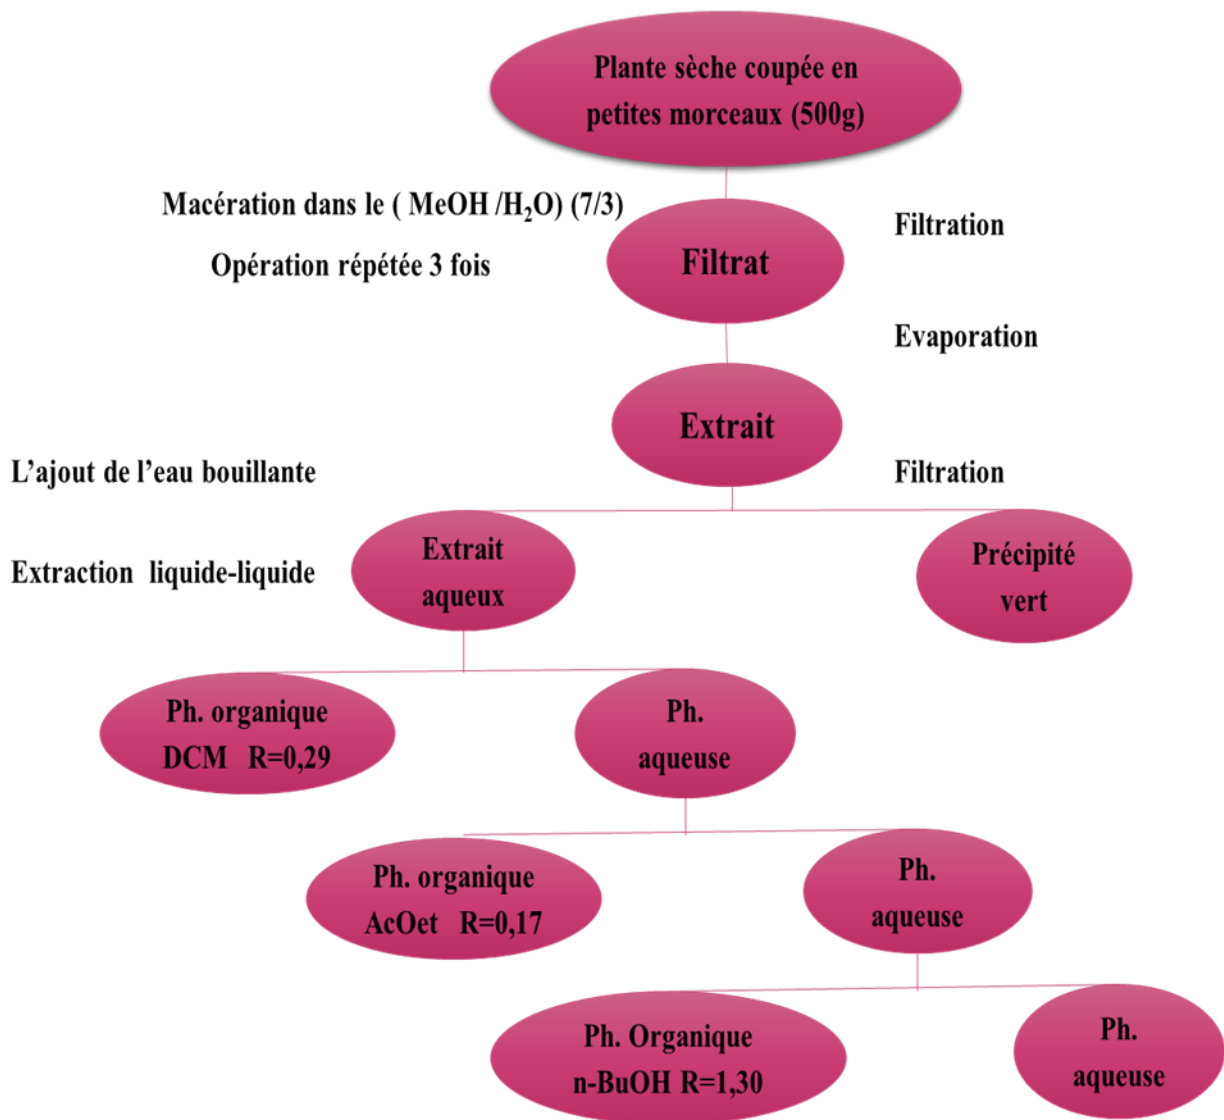 Plante sèche coupée en
petites morceaux (500g)
Macération dans le ( MeOH /H₂O) (7/3)
Opération répétée 3 fois
Filtrat
Filtration
Evaporation
Extrait
L’ajout de l’eau bouillante
Filtration
Extraction liquide-liquide
Extrait
aqueux
Précipité
vert
Ph. organique
DCM R=0,29
Ph.
aqueuse
Ph. organique
AcOet R=0,17
Ph.
aqueuse
Ph. Organique
n-BuOH R=1,30
Ph.
aqueuse